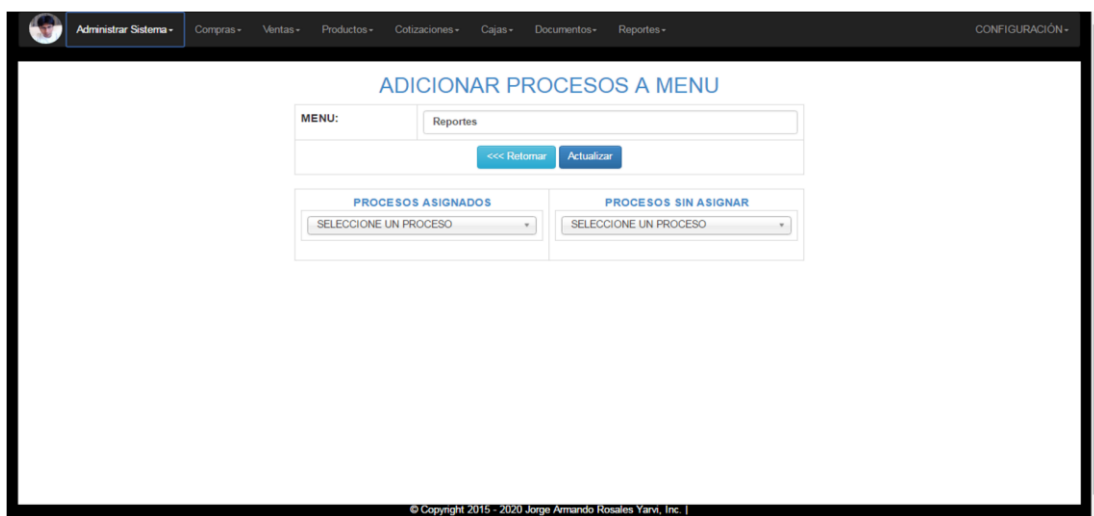 Administrar Sistema Compras Ventas Productos Cotizaciones Cajas Documentos Reportes CONFIGURACIÓN
ADICIONAR PROCESOS A MENU
MENU: Reportes
<<< Retornar Actualizar
PROCESOS ASIGNADOS PROCESOS SIN ASIGNAR
SELECCIONE UN PROCESO SELECCIONE UN PROCESO
© Copyright 2015 - 2020 Jorge Armando Rosales Yarvi, Inc. |